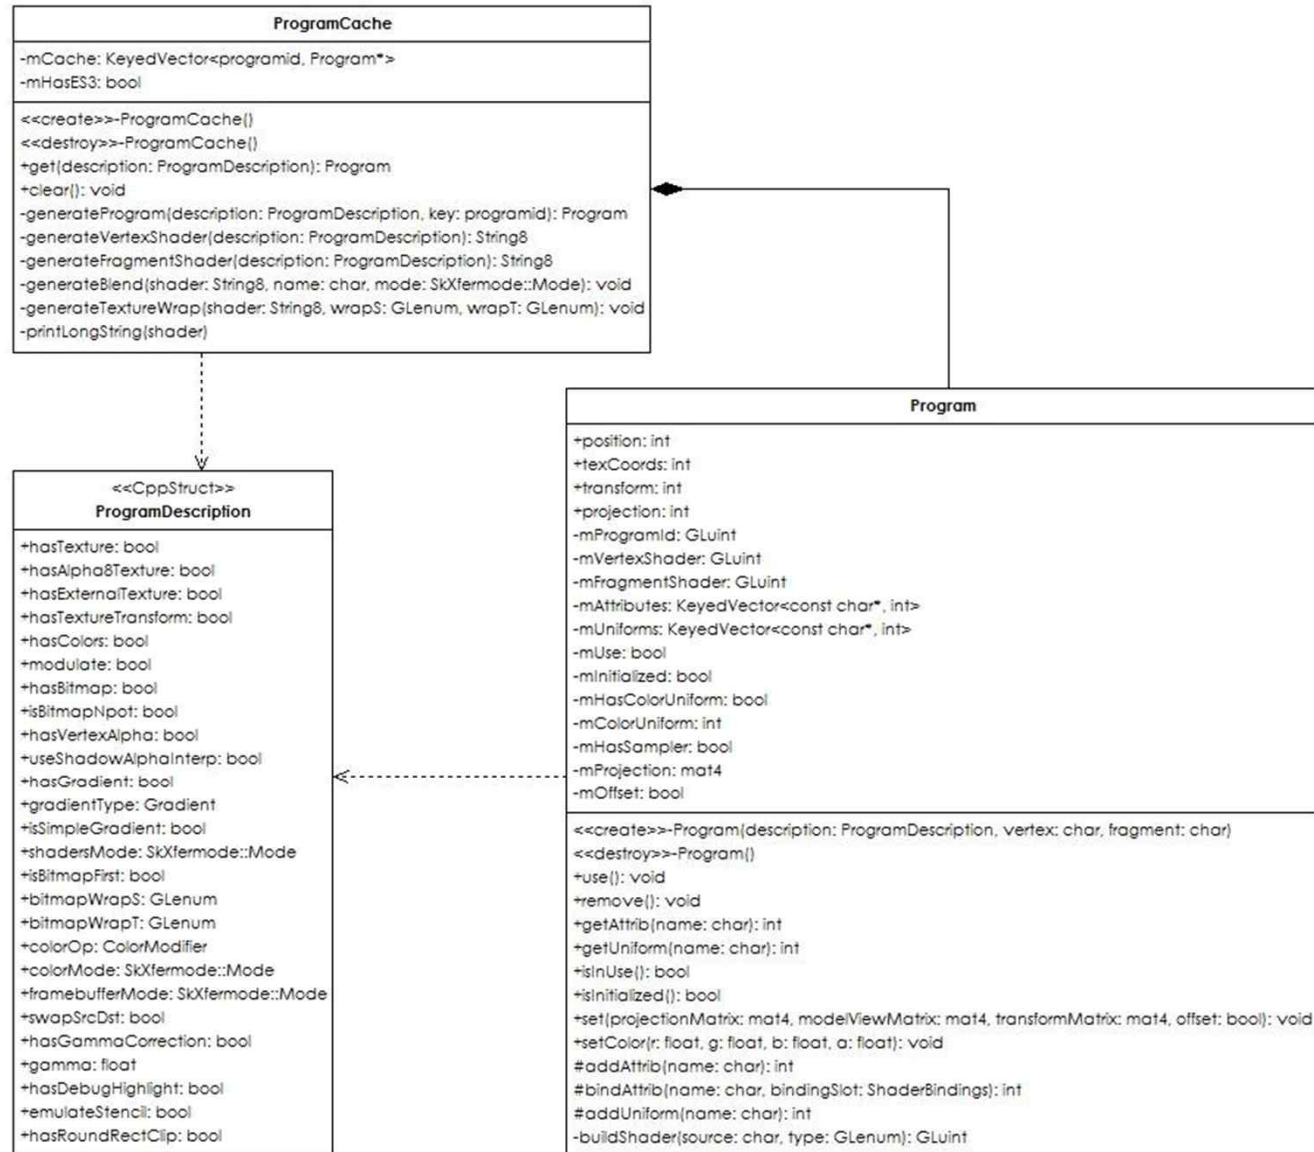 ProgramCache
-mCache: KeyedVector<programid, Program*>
-mHasES3: bool
<<create>>-ProgramCache()
<<destroy>>-ProgramCache()
+get(description: ProgramDescription): Program
+clear(): void
-generateProgram(description: ProgramDescription, key: programid): Program
-generateVertexShader(description: ProgramDescription): String8
-generateFragmentShader(description: ProgramDescription): String8
-generateBlend(shader: String8, name: char, mode: SkXfermode::Mode): void
-generateTextureWrap(shader: String8, wrapS: GLenum, wrapT: GLenum): void
-printLongString(shader)
<<CppStruct>>
ProgramDescription
+hasTexture: bool
+hasAlpha8Texture: bool
+hasExternalTexture: bool
+hasTextureTransform: bool
+hasColors: bool
+modulate: bool
+hasBitmap: bool
+isBitmapNpot: bool
+hasVertexAlpha: bool
+useShadowAlphaInterp: bool
+hasGradient: bool
+gradientType: Gradient
+isSimpleGradient: bool
+shadersMode: SkXfermode::Mode
+isBitmapFirst: bool
+bitmapWrapS: GLenum
+bitmapWrapT: GLenum
+colorOp: ColorModifier
+colorMode: SkXfermode::Mode
+framebufferMode: SkXfermode::Mode
+swapSrcDst: bool
+hasGammaCorrection: bool
+gamma: float
+hasDebugHighlight: bool
+emulateStencil: bool
+hasRoundRectClip: bool
Program
+position: int
+texCoords: int
+transform: int
+projection: int
-mProgramId: GLuint
-mVertexShader: GLuint
-mFragmentShader: GLuint
-mAttributes: KeyedVector<const char*, int>
-mUniforms: KeyedVector<const char*, int>
-mUse: bool
-mInitialized: bool
-mHasColorUniform: bool
-mColorUniform: int
-mHasSampler: bool
-mProjection: mat4
-mOffset: bool
<<create>>-Program(description: ProgramDescription, vertex: char, fragment: char)
<<destroy>>-Program()
+use(): void
+remove(): void
+getAttrib(name: char): int
+getUniform(name: char): int
+isInUse(): bool
+isInitialized(): bool
+set(projectionMatrix: mat4, modelViewMatrix: mat4, transformMatrix: mat4, offset: bool): void
+setColor(r: float, g: float, b: float, a: float): void
#addAttrib(name: char): int
#bindAttrib(name: char, bindingSlot: ShaderBindings): int
#addUniform(name: char): int
-buildShader(source: char, type: GLenum): GLuint